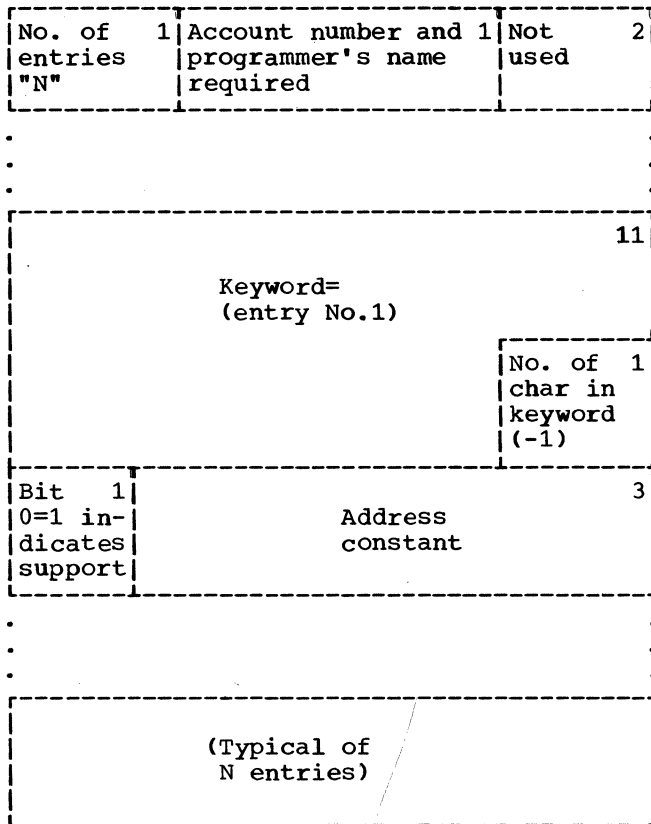 No. of 1 Account number and 1 Not 2
entries programmer's name used
"N" required
.
.
.
11
Keyword=
(entry No.1)
No. of 1
char in
keyword
(-1)
Bit 1 3
0=1 in- Address
dicates constant
support
.
.
.
(Typical of
N entries)